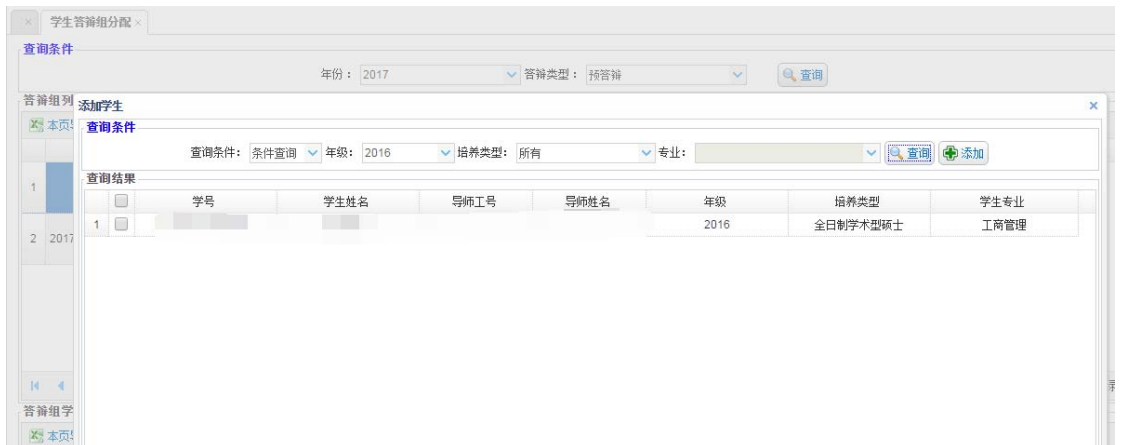 学生答辩组分配
查询条件
年份： 2017 答辩类型： 预答辩 查询
答辩组列
添加学生
本页
查询条件
查询条件： 条件查询 年级： 2016 培养类型： 所有 专业： 查询 添加
查询结果
学号 学生姓名 导师工号 导师姓名 年级 培养类型 学生专业
1 2016 全日制学术型硕士 工商管理
1
2 2017
答辩组学
本页